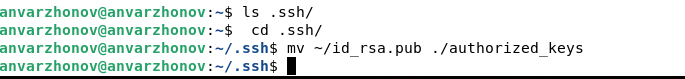 anvarzhonov@anvarzhonov:~$ ls .ssh/
anvarzhonov@anvarzhonov:~$  cd .ssh/
anvarzhonov@anvarzhonov:~/.ssh$ mv ~/id_rsa.pub ./authorized_keys
anvarzhonov@anvarzhonov:~/.ssh$